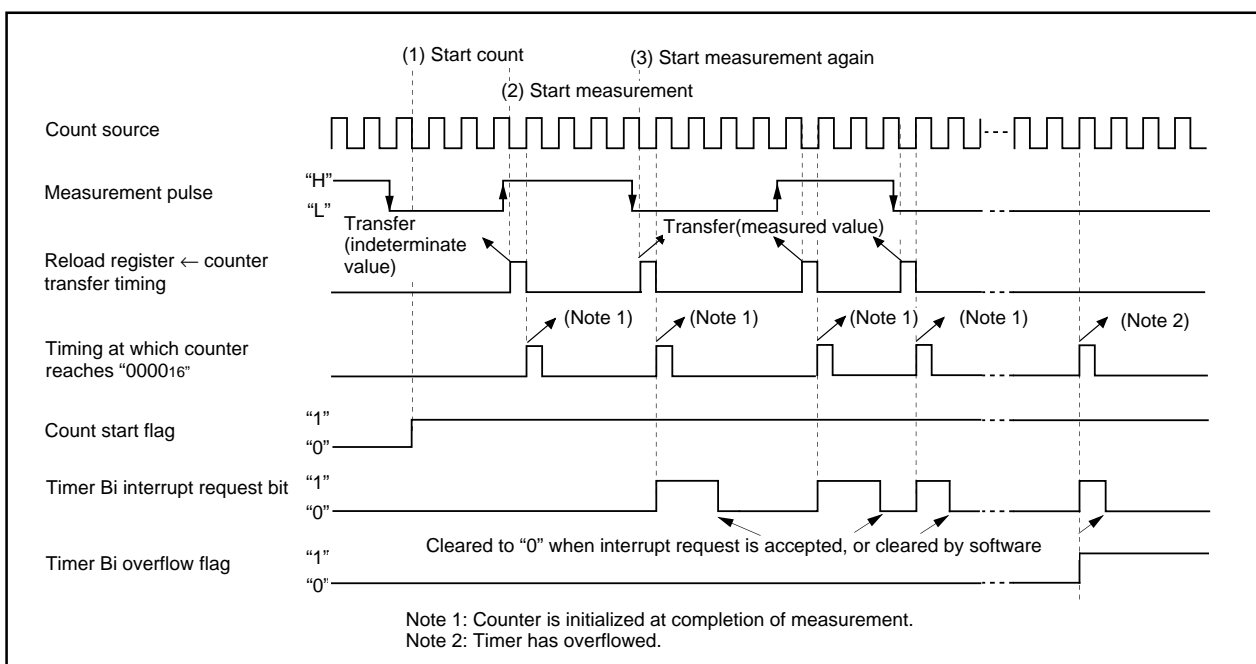 (1) Start count
(3) Start measurement again
(2) Start measurement
Count source
Measurement pulse
“H”
“L”
Transfer
(indeterminate
value)
Transfer(measured value)
Reload register ← counter
transfer timing
(Note 1)
(Note 1)
(Note 1)
(Note 1)
(Note 2)
Timing at which counter
reaches “000016”
Count start flag
“1”
“0”
Timer Bi interrupt request bit
“1”
“0”
Cleared to “0” when interrupt request is accepted, or cleared by software
Timer Bi overflow flag
“1”
“0”
Note 1: Counter is initialized at completion of measurement.
Note 2: Timer has overflowed.